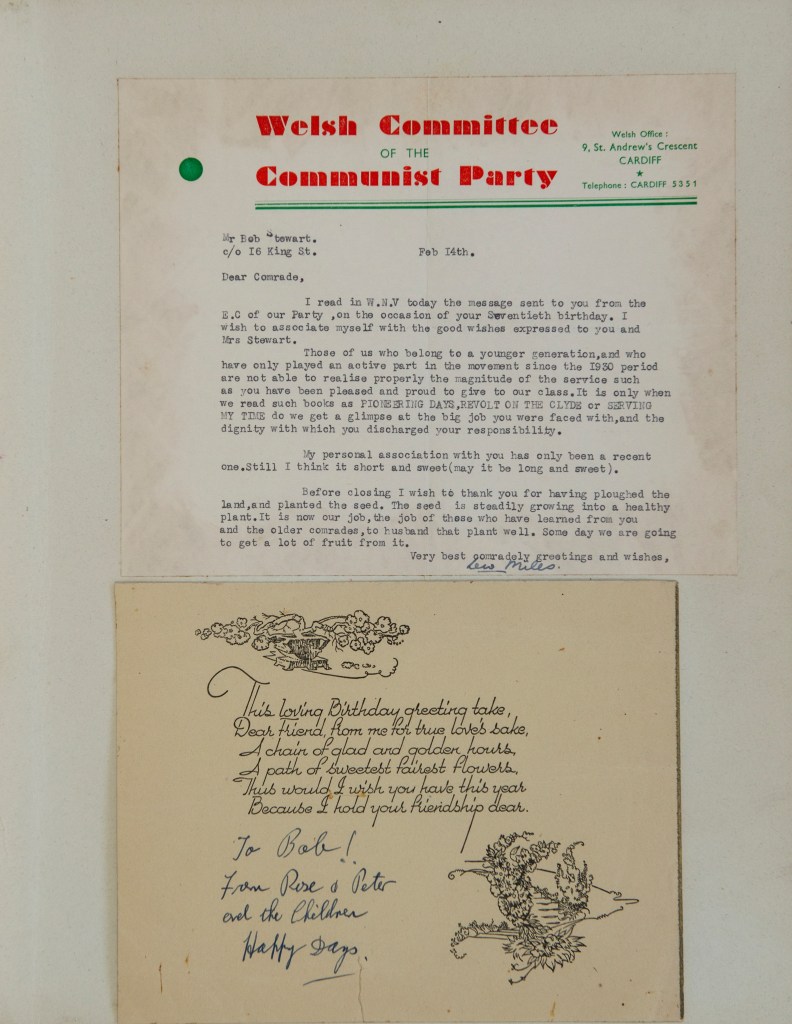 Welsh Committee
OF THE
Communist Party
Welsh Office :
9, St. Andrew's Crescent
CARDIFF
★
Telephone : CARDIFF 5351
Mr Bob Stewart.
c/o I6 King St.
Feb I4th.
Dear Comrade,
I read in W.N.V today the message sent to you from the
E.C of our Party ,on the occasion of your Seventieth birthday. I
wish to associate myself with the good wishes expressed to you and
Mrs Stewart.
Those of us who belong to a younger generation,and who
have only played an active part in the movement since the I930 period
are not able to realise properly the magnitude of the service such
as you have been pleased and proud to give to our class.It is only when
we read such books as PIONEERING DAYS,REVOLT ON THE CLYDE or SERVING
MY TIME do we get a glimpse at the big job you were faced with,and the
dignity with which you discharged your responsibility.
My personal association with you has only been a recent
one.Still I think it short and sweet(may it be long and sweet).
Before closing I wish to thank you for having ploughed the
land,and planted the seed. The seed is steadily growing into a healthy
plant.It is now our job,the job of those who have learned from you
and the older comrades,to husband that plant well. Some day we are going
to get a lot of fruit from it.
Very best comradely greetings and wishes,
Lew Miles.
This loving Birthday greeting take,
Dear Friend, from me for true love's sake,
A chain of glad and golden hours,
A path of sweetest fairest flowers,
Thus would I wish you have this year
Because I hold your friendship dear.
To Bob!
From Rose & Peter
and the Children
Happy Days.